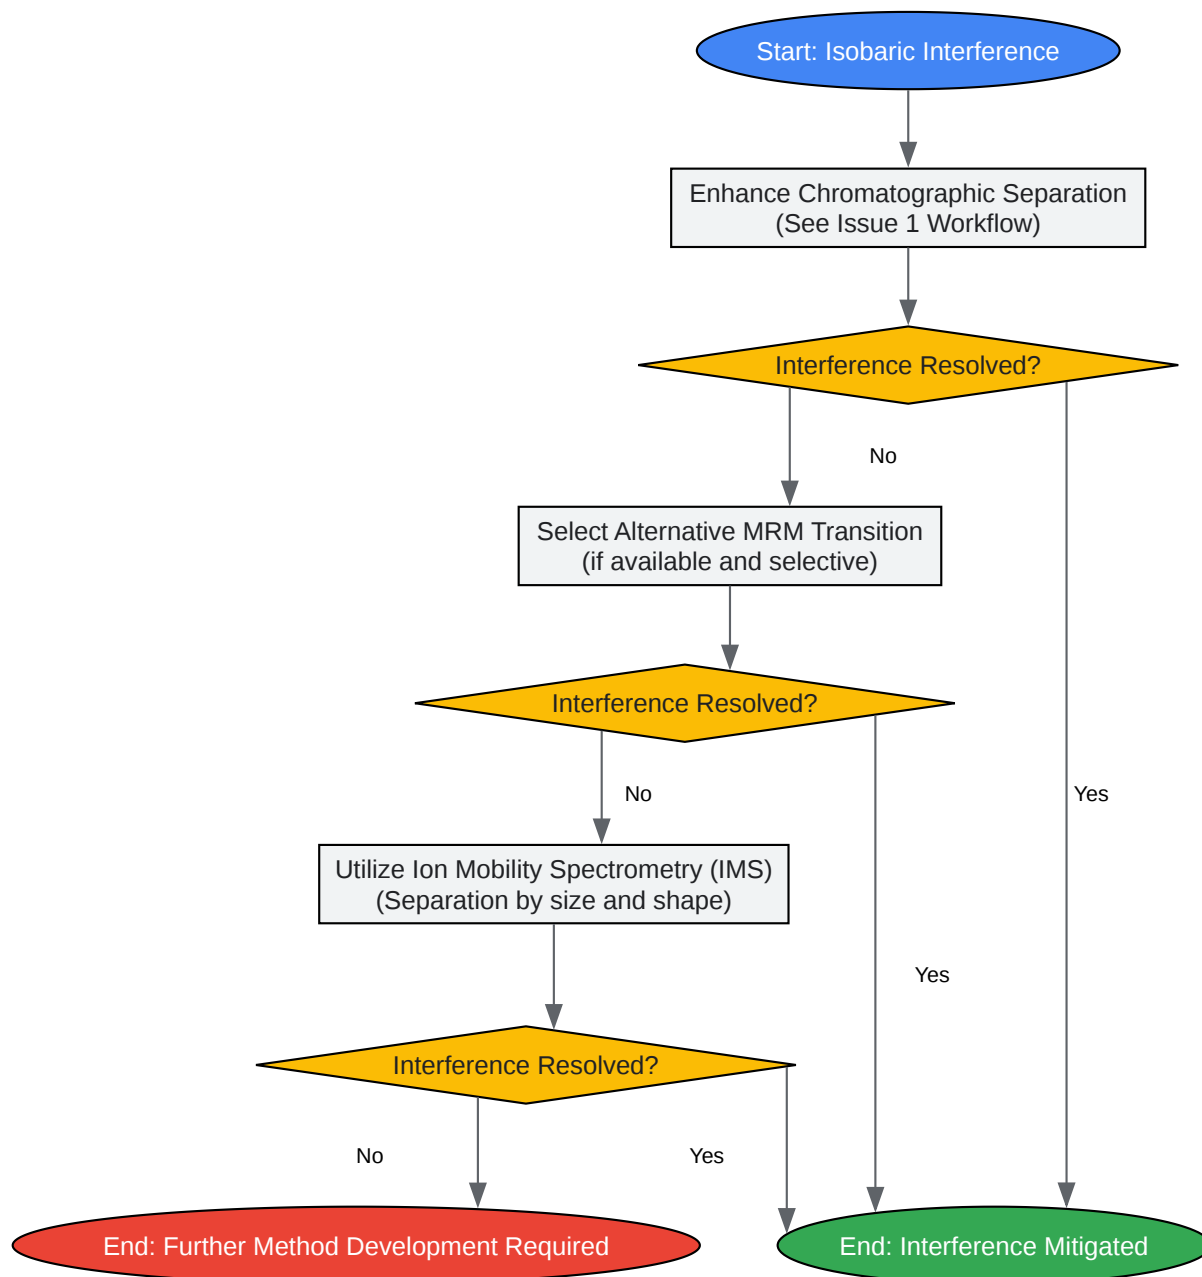 Start: Isobaric Interference
Enhance Chromatographic Separation
(See Issue 1 Workflow)
Interference Resolved?
No
Select Alternative MRM Transition
(if available and selective)
Interference Resolved?
No
Yes
Utilize Ion Mobility Spectrometry (IMS)
(Separation by size and shape)
Yes
Interference Resolved?
No
Yes
End: Further Method Development Required
End: Interference Mitigated